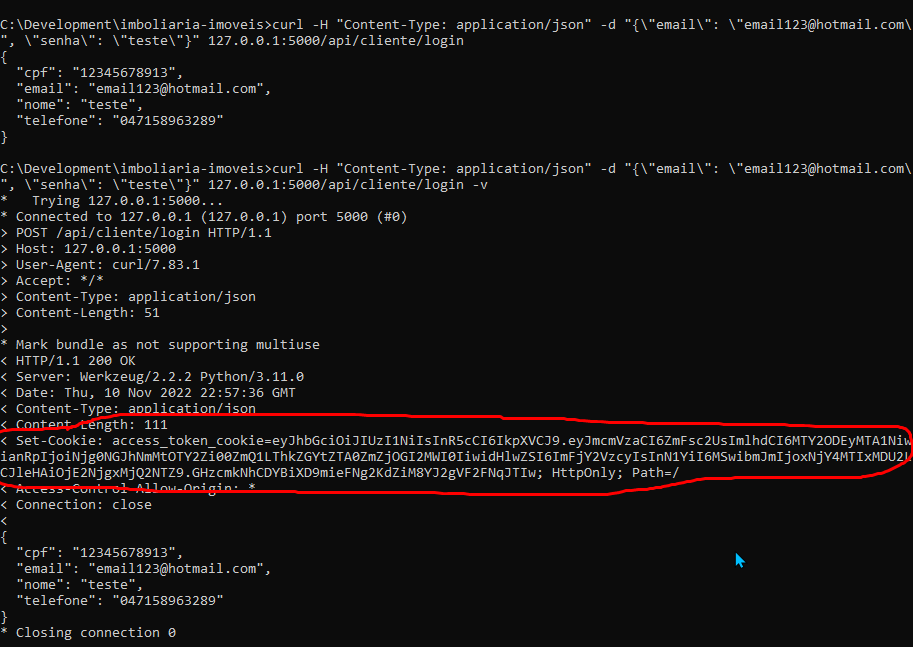 C:\Development\imboliaria-imoveis>curl -H "Content-Type: application/json" -d "{\"email\": \"email123@hotmail.com\
", \"senha\": \"teste\"}" 127.0.0.1:5000/api/cliente/login
{
  "cpf": "12345678913",
  "email": "email123@hotmail.com",
  "nome": "teste",
  "telefone": "047158963289"
}
C:\Development\imboliaria-imoveis>curl -H "Content-Type: application/json" -d "{\"email\": \"email123@hotmail.com\
", \"senha\": \"teste\"}" 127.0.0.1:5000/api/cliente/login -v
*   Trying 127.0.0.1:5000...
* Connected to 127.0.0.1 (127.0.0.1) port 5000 (#0)
> POST /api/cliente/login HTTP/1.1
> Host: 127.0.0.1:5000
> User-Agent: curl/7.83.1
> Accept: */*
> Content-Type: application/json
> Content-Length: 51
>
* Mark bundle as not supporting multiuse
< HTTP/1.1 200 OK
< Server: Werkzeug/2.2.2 Python/3.11.0
< Date: Thu, 10 Nov 2022 22:57:36 GMT
< Content-Type: application/json
< Content-Length: 111
< Set-Cookie: access_token_cookie=eyJhbGciOiJIUzI1NiIsInR5cCI6IkpXVCJ9.eyJmcmVzaCI6ZmFsc2UsImlhdCI6MTY2ODEyMTA1Niw
ianRpIjoiNjg0NGJhNmMtOTY2Zi00ZmQ1LThkZGYtZTA0ZmZjOGI2MWI0IiwidHlwZSI6ImFjY2VzcyIsInN1YiI6MSwibmJmIjoxNjY4MTIxMDU2L
CJleHAiOjE2NjgxMjQ2NTZ9.GHzcmkNhCDYBiXD9mieFNg2KdZiM8YJ2gVF2FNqJTIw; HttpOnly; Path=/
< Access-Control-Allow-Origin: *
< Connection: close
<
{
  "cpf": "12345678913",
  "email": "email123@hotmail.com",
  "nome": "teste",
  "telefone": "047158963289"
}
* Closing connection 0